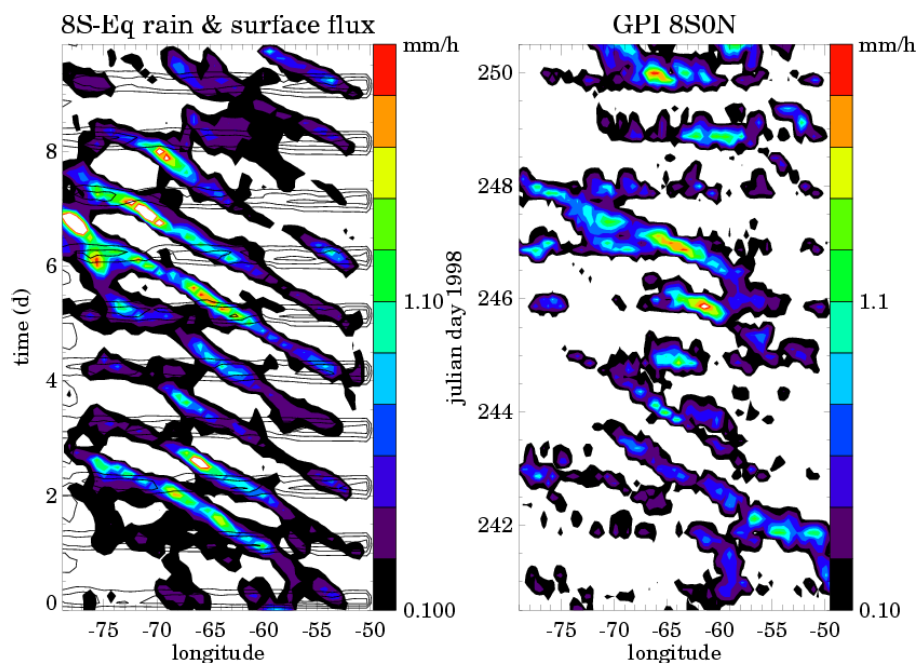 8S-Eq rain & surface flux
mm/h
8
6
4
2
0
time (d)
-75 -70 -65 -60 -55 -50
longitude
1.10
0.100
GPI 8S0N
mm/h
250
248
246
244
242
julian day 1998
-75 -70 -65 -60 -55 -50
longitude
1.1
0.10